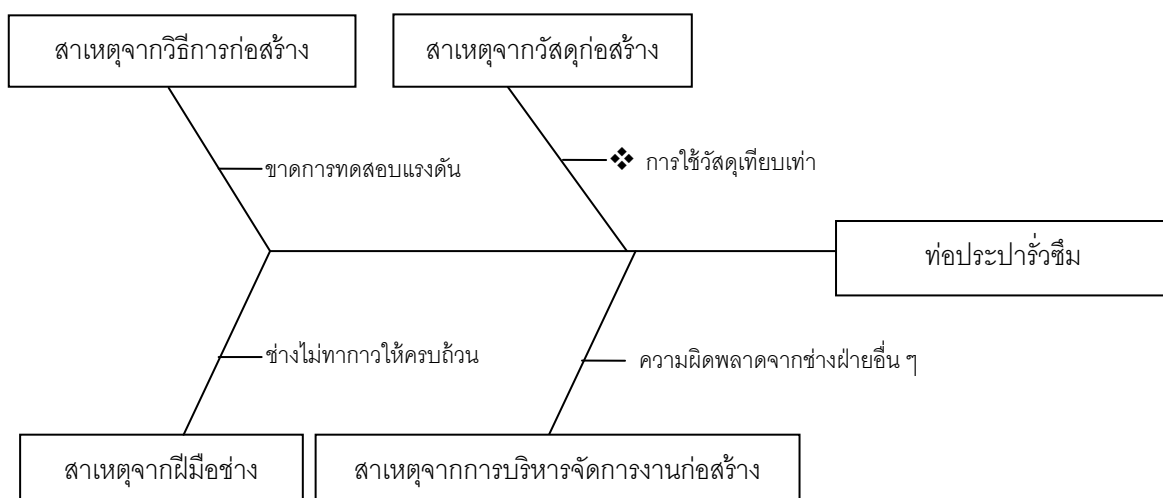 สาเหตุจากวิธีการก่อสร้าง
สาเหตุจากวัสดุก่อสร้าง
ขาดการทดสอบแรงดัน
❖ การใช้วัสดุเทียบเท่า
ท่อประปารั่วซึม
ช่างไม่ทากาวให้ครบถ้วน
ความผิดพลาดจากช่างฝ่ายอื่น ๆ
สาเหตุจากฝีมือช่าง
สาเหตุจากการบริหารจัดการงานก่อสร้าง